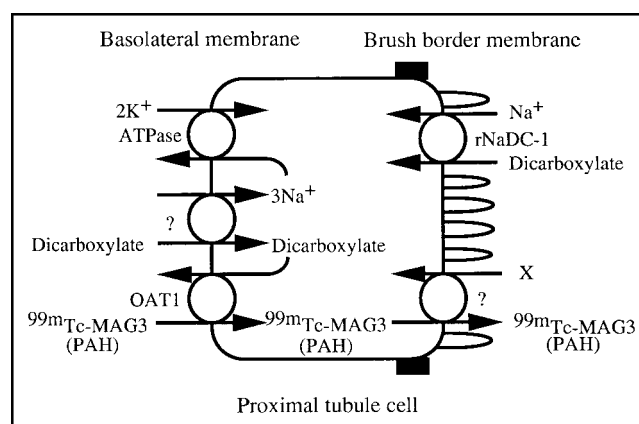 Basolateral membrane Brush border membrane
2K+ Na+
ATPase rNaDC-1
Dicarboxylate
3Na+
?
Dicarboxylate Dicarboxylate
X
OAT1 ?
99mTc-MAG3 99mTc-MAG3 99mTc-MAG3
(PAH) (PAH) (PAH)
Proximal tubule cell